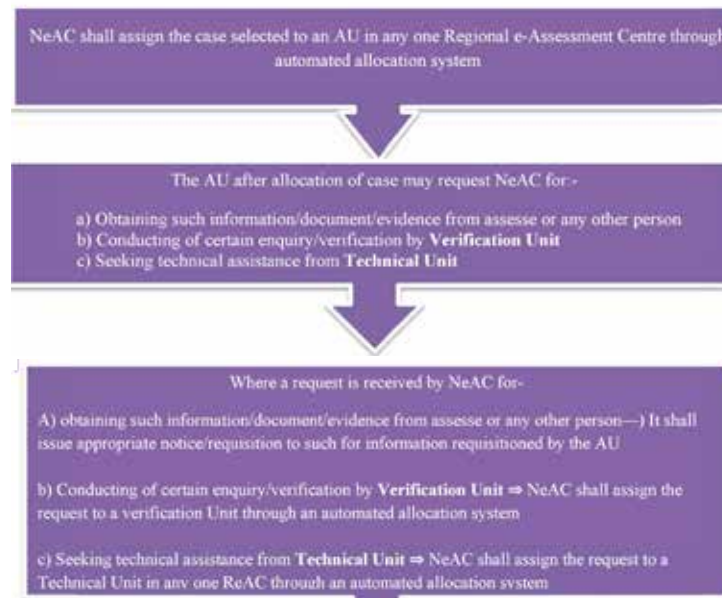 NeAC shall assign the case selected to an AU in any one Regional e-Assessment Centre through
automated allocation system
The AU after allocation of case may request NeAC for:-
a) Obtaining such information/document/evidence from assesse or any other person
b) Conducting of certain enquiry/verification by Verification Unit
c) Seeking technical assistance from Technical Unit
Where a request is received by NeAC for-
A) obtaining such information/document/evidence from assesse or any other person—) It shall
issue appropriate notice/requisition to such for information requisitioned by the AU
b) Conducting of certain enquiry/verification by Verification Unit ⇒ NeAC shall assign the
request to a verification Unit through an automated allocation system
c) Seeking technical assistance from Technical Unit ⇒ NeAC shall assign the request to a
Technical Unit in any one ReAC through an automated allocation system